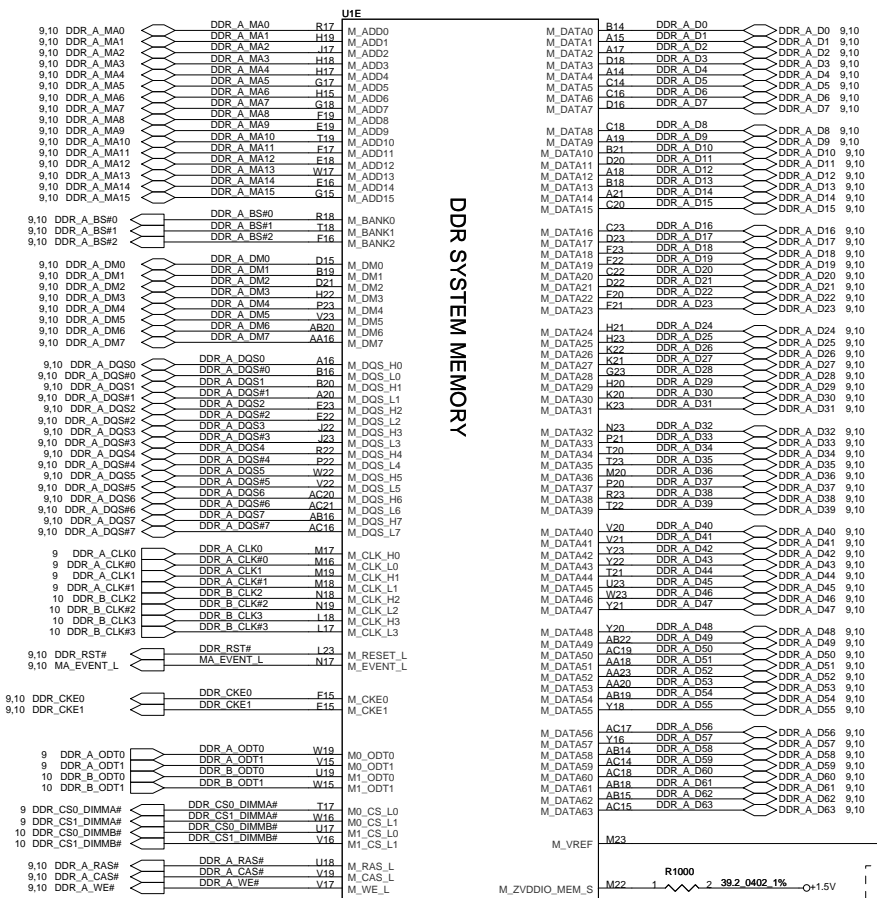 U1E
DDR SYSTEM MEMORY
9,10 DDR_A_MA0 DDR_A_MA0 R17 M_ADD0
9,10 DDR_A_MA1 DDR_A_MA1 H19 M_ADD1
9,10 DDR_A_MA2 DDR_A_MA2 J17 M_ADD2
9,10 DDR_A_MA3 DDR_A_MA3 H18 M_ADD3
9,10 DDR_A_MA4 DDR_A_MA4 H17 M_ADD4
9,10 DDR_A_MA5 DDR_A_MA5 G17 M_ADD5
9,10 DDR_A_MA6 DDR_A_MA6 H15 M_ADD6
9,10 DDR_A_MA7 DDR_A_MA7 G18 M_ADD7
9,10 DDR_A_MA8 DDR_A_MA8 F19 M_ADD8
9,10 DDR_A_MA9 DDR_A_MA9 E19 M_ADD9
9,10 DDR_A_MA10 DDR_A_MA10 T19 M_ADD10
9,10 DDR_A_MA11 DDR_A_MA11 F17 M_ADD11
9,10 DDR_A_MA12 DDR_A_MA12 E18 M_ADD12
9,10 DDR_A_MA13 DDR_A_MA13 W17 M_ADD13
9,10 DDR_A_MA14 DDR_A_MA14 E16 M_ADD14
9,10 DDR_A_MA15 DDR_A_MA15 G15 M_ADD15
9,10 DDR_A_BS#0 DDR_A_BS#0 R18 M_BANK0
9,10 DDR_A_BS#1 DDR_A_BS#1 T18 M_BANK1
9,10 DDR_A_BS#2 DDR_A_BS#2 F16 M_BANK2
9,10 DDR_A_DM0 DDR_A_DM0 D15 M_DM0
9,10 DDR_A_DM1 DDR_A_DM1 B19 M_DM1
9,10 DDR_A_DM2 DDR_A_DM2 D21 M_DM2
9,10 DDR_A_DM3 DDR_A_DM3 H22 M_DM3
9,10 DDR_A_DM4 DDR_A_DM4 P23 M_DM4
9,10 DDR_A_DM5 DDR_A_DM5 V23 M_DM5
9,10 DDR_A_DM6 DDR_A_DM6 AB20 M_DM6
9,10 DDR_A_DM7 DDR_A_DM7 AA16 M_DM7
9,10 DDR_A_DQS0 DDR_A_DQS0 A16 M_DQS_H0
9,10 DDR_A_DQS#0 DDR_A_DQS#0 B16 M_DQS_L0
9,10 DDR_A_DQS1 DDR_A_DQS1 B20 M_DQS_H1
9,10 DDR_A_DQS#1 DDR_A_DQS#1 A20 M_DQS_L1
9,10 DDR_A_DQS2 DDR_A_DQS2 E23 M_DQS_H2
9,10 DDR_A_DQS#2 DDR_A_DQS#2 E22 M_DQS_L2
9,10 DDR_A_DQS3 DDR_A_DQS3 J22 M_DQS_H3
9,10 DDR_A_DQS#3 DDR_A_DQS#3 J23 M_DQS_L3
9,10 DDR_A_DQS4 DDR_A_DQS4 R22 M_DQS_H4
9,10 DDR_A_DQS#4 DDR_A_DQS#4 P22 M_DQS_L4
9,10 DDR_A_DQS5 DDR_A_DQS5 W22 M_DQS_H5
9,10 DDR_A_DQS#5 DDR_A_DQS#5 V22 M_DQS_L5
9,10 DDR_A_DQS6 DDR_A_DQS6 AC20 M_DQS_H6
9,10 DDR_A_DQS#6 DDR_A_DQS#6 AC21 M_DQS_L6
9,10 DDR_A_DQS7 DDR_A_DQS7 AB16 M_DQS_H7
9,10 DDR_A_DQS#7 DDR_A_DQS#7 AC16 M_DQS_L7
9 DDR_A_CLK0 DDR_A_CLK0 M17 M_CLK_H0
9 DDR_A_CLK#0 DDR_A_CLK#0 M16 M_CLK_L0
9 DDR_A_CLK1 DDR_A_CLK1 M19 M_CLK_H1
9 DDR_A_CLK#1 DDR_A_CLK#1 M18 M_CLK_L1
10 DDR_B_CLK2 DDR_B_CLK2 N18 M_CLK_H2
10 DDR_B_CLK#2 DDR_B_CLK#2 N19 M_CLK_L2
10 DDR_B_CLK3 DDR_B_CLK3 L18 M_CLK_H3
10 DDR_B_CLK#3 DDR_B_CLK#3 L17 M_CLK_L3
9,10 DDR_RST# DDR_RST# L23 M_RESET_L
9,10 MA_EVENT_L MA_EVENT_L N17 M_EVENT_L
9,10 DDR_CKE0 DDR_CKE0 F15 M_CKE0
9,10 DDR_CKE1 DDR_CKE1 E15 M_CKE1
9 DDR_A_ODT0 DDR_A_ODT0 W19 M0_ODT0
9 DDR_A_ODT1 DDR_A_ODT1 V15 M0_ODT1
10 DDR_B_ODT0 DDR_B_ODT0 U19 M1_ODT0
10 DDR_B_ODT1 DDR_B_ODT1 W15 M1_ODT1
9 DDR_CS0_DIMMA# DDR_CS0_DIMMA# T17 M0_CS_L0
9 DDR_CS1_DIMMA# DDR_CS1_DIMMA# W16 M0_CS_L1
10 DDR_CS0_DIMMB# DDR_CS0_DIMMB# U17 M1_CS_L0
10 DDR_CS1_DIMMB# DDR_CS1_DIMMB# V16 M1_CS_L1
9,10 DDR_A_RAS# DDR_A_RAS# U18 M_RAS_L
9,10 DDR_A_CAS# DDR_A_CAS# V19 M_CAS_L
9,10 DDR_A_WE# DDR_A_WE# V17 M_WE_L
M_DATA0 B14 DDR_A_D0 DDR_A_D0 9,10
M_DATA1 A15 DDR_A_D1 DDR_A_D1 9,10
M_DATA2 A17 DDR_A_D2 DDR_A_D2 9,10
M_DATA3 D18 DDR_A_D3 DDR_A_D3 9,10
M_DATA4 A14 DDR_A_D4 DDR_A_D4 9,10
M_DATA5 C14 DDR_A_D5 DDR_A_D5 9,10
M_DATA6 C16 DDR_A_D6 DDR_A_D6 9,10
M_DATA7 D16 DDR_A_D7 DDR_A_D7 9,10
M_DATA8 C18 DDR_A_D8 DDR_A_D8 9,10
M_DATA9 A19 DDR_A_D9 DDR_A_D9 9,10
M_DATA10 B21 DDR_A_D10 DDR_A_D10 9,10
M_DATA11 D20 DDR_A_D11 DDR_A_D11 9,10
M_DATA12 A18 DDR_A_D12 DDR_A_D12 9,10
M_DATA13 B18 DDR_A_D13 DDR_A_D13 9,10
M_DATA14 A21 DDR_A_D14 DDR_A_D14 9,10
M_DATA15 C20 DDR_A_D15 DDR_A_D15 9,10
M_DATA16 C23 DDR_A_D16 DDR_A_D16 9,10
M_DATA17 D23 DDR_A_D17 DDR_A_D17 9,10
M_DATA18 F23 DDR_A_D18 DDR_A_D18 9,10
M_DATA19 F22 DDR_A_D19 DDR_A_D19 9,10
M_DATA20 C22 DDR_A_D20 DDR_A_D20 9,10
M_DATA21 D22 DDR_A_D21 DDR_A_D21 9,10
M_DATA22 F20 DDR_A_D22 DDR_A_D22 9,10
M_DATA23 F21 DDR_A_D23 DDR_A_D23 9,10
M_DATA24 H21 DDR_A_D24 DDR_A_D24 9,10
M_DATA25 H23 DDR_A_D25 DDR_A_D25 9,10
M_DATA26 K22 DDR_A_D26 DDR_A_D26 9,10
M_DATA27 K21 DDR_A_D27 DDR_A_D27 9,10
M_DATA28 G23 DDR_A_D28 DDR_A_D28 9,10
M_DATA29 H20 DDR_A_D29 DDR_A_D29 9,10
M_DATA30 K20 DDR_A_D30 DDR_A_D30 9,10
M_DATA31 K23 DDR_A_D31 DDR_A_D31 9,10
M_DATA32 N23 DDR_A_D32 DDR_A_D32 9,10
M_DATA33 P21 DDR_A_D33 DDR_A_D33 9,10
M_DATA34 T20 DDR_A_D34 DDR_A_D34 9,10
M_DATA35 T23 DDR_A_D35 DDR_A_D35 9,10
M_DATA36 M20 DDR_A_D36 DDR_A_D36 9,10
M_DATA37 P20 DDR_A_D37 DDR_A_D37 9,10
M_DATA38 R23 DDR_A_D38 DDR_A_D38 9,10
M_DATA39 T22 DDR_A_D39 DDR_A_D39 9,10
M_DATA40 V20 DDR_A_D40 DDR_A_D40 9,10
M_DATA41 V21 DDR_A_D41 DDR_A_D41 9,10
M_DATA42 Y23 DDR_A_D42 DDR_A_D42 9,10
M_DATA43 Y22 DDR_A_D43 DDR_A_D43 9,10
M_DATA44 T21 DDR_A_D44 DDR_A_D44 9,10
M_DATA45 U23 DDR_A_D45 DDR_A_D45 9,10
M_DATA46 W23 DDR_A_D46 DDR_A_D46 9,10
M_DATA47 Y21 DDR_A_D47 DDR_A_D47 9,10
M_DATA48 Y20 DDR_A_D48 DDR_A_D48 9,10
M_DATA49 AB22 DDR_A_D49 DDR_A_D49 9,10
M_DATA50 AC19 DDR_A_D50 DDR_A_D50 9,10
M_DATA51 AA18 DDR_A_D51 DDR_A_D51 9,10
M_DATA52 AA23 DDR_A_D52 DDR_A_D52 9,10
M_DATA53 AA20 DDR_A_D53 DDR_A_D53 9,10
M_DATA54 AB19 DDR_A_D54 DDR_A_D54 9,10
M_DATA55 Y18 DDR_A_D55 DDR_A_D55 9,10
M_DATA56 AC17 DDR_A_D56 DDR_A_D56 9,10
M_DATA57 Y16 DDR_A_D57 DDR_A_D57 9,10
M_DATA58 AB14 DDR_A_D58 DDR_A_D58 9,10
M_DATA59 AC14 DDR_A_D59 DDR_A_D59 9,10
M_DATA60 AC18 DDR_A_D60 DDR_A_D60 9,10
M_DATA61 AB18 DDR_A_D61 DDR_A_D61 9,10
M_DATA62 AB15 DDR_A_D62 DDR_A_D62 9,10
M_DATA63 AC15 DDR_A_D63 DDR_A_D63 9,10
M_VREF M23
R1000
M_ZVDDIO_MEM_S M22 1 2 39.2_0402_1% +1.5V